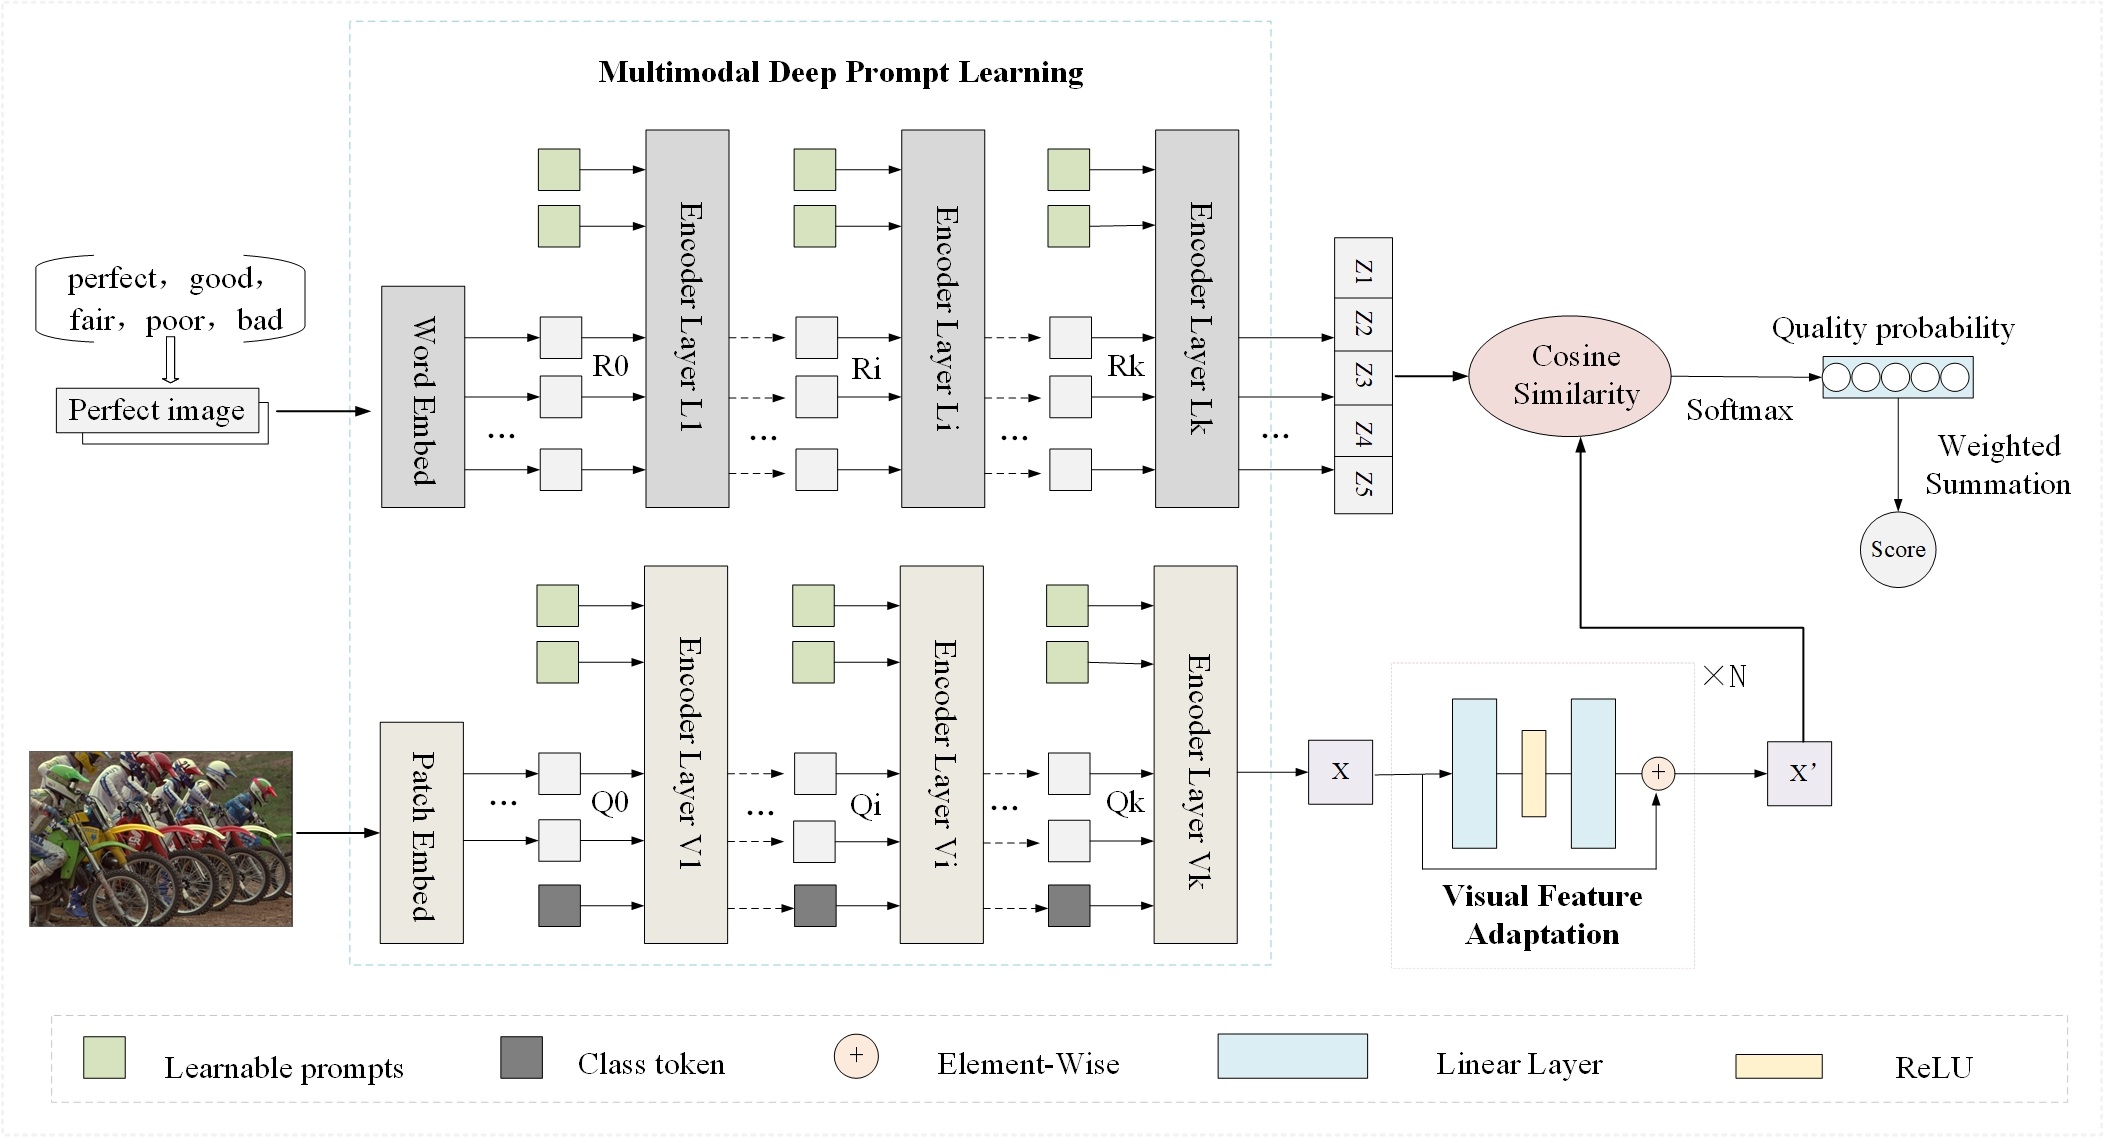 Multimodal Deep Prompt Learning
perfect，good，
fair，poor，bad
Perfect image
Word Embed
R0
Encoder Layer L1
Ri
Encoder Layer Li
Rk
Encoder Layer Lk
...
...
...
...
Z1
Z2
Z3
Z4
Z5
Cosine
Similarity
Softmax
Quality probability
Weighted
Summation
Score
Patch Embed
...
Q0
Encoder Layer V1
...
Qi
Encoder Layer Vi
...
Qk
Encoder Layer Vk
X
+
×N
X’
Visual Feature
Adaptation
Learnable prompts
Class token
+
Element-Wise
Linear Layer
ReLU